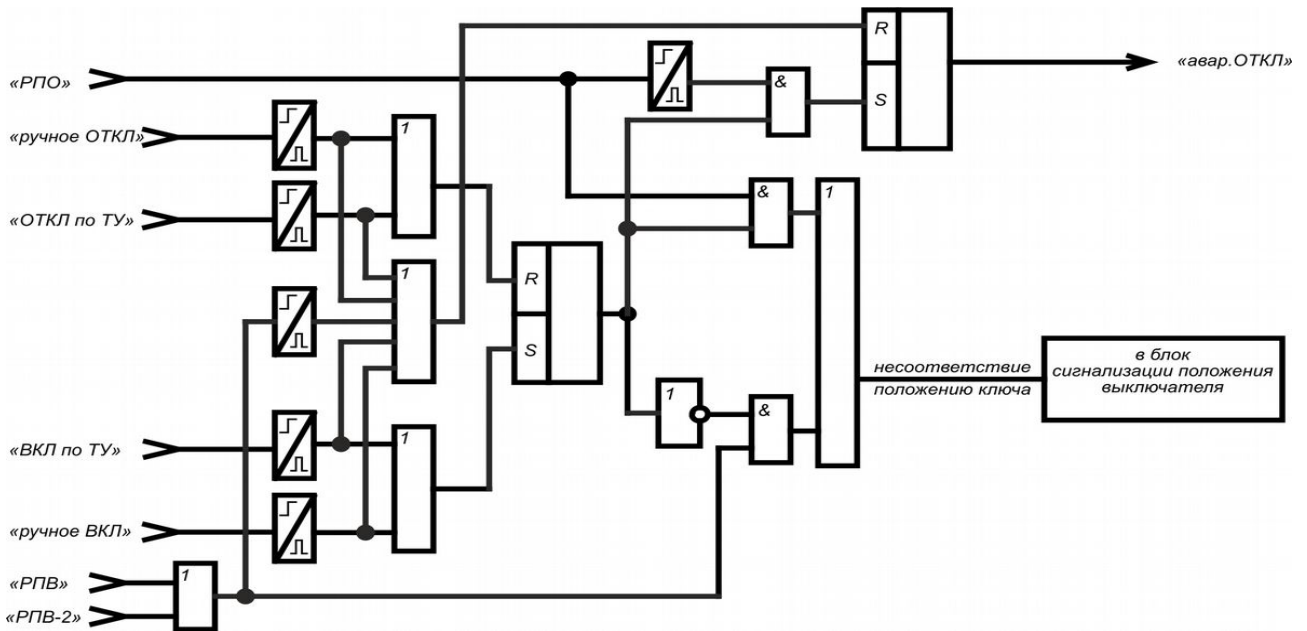 R
«РПО»
&
«авар.ОТКЛ»
S
«ручное ОТКЛ»
1
&
1
«ОТКЛ по ТУ»
1
R
S
несоответствие
положению ключа
в блок
сигнализации положения
выключателя
1
&
«ВКЛ по ТУ»
1
«ручное ВКЛ»
«РПВ»
1
«РПВ-2»